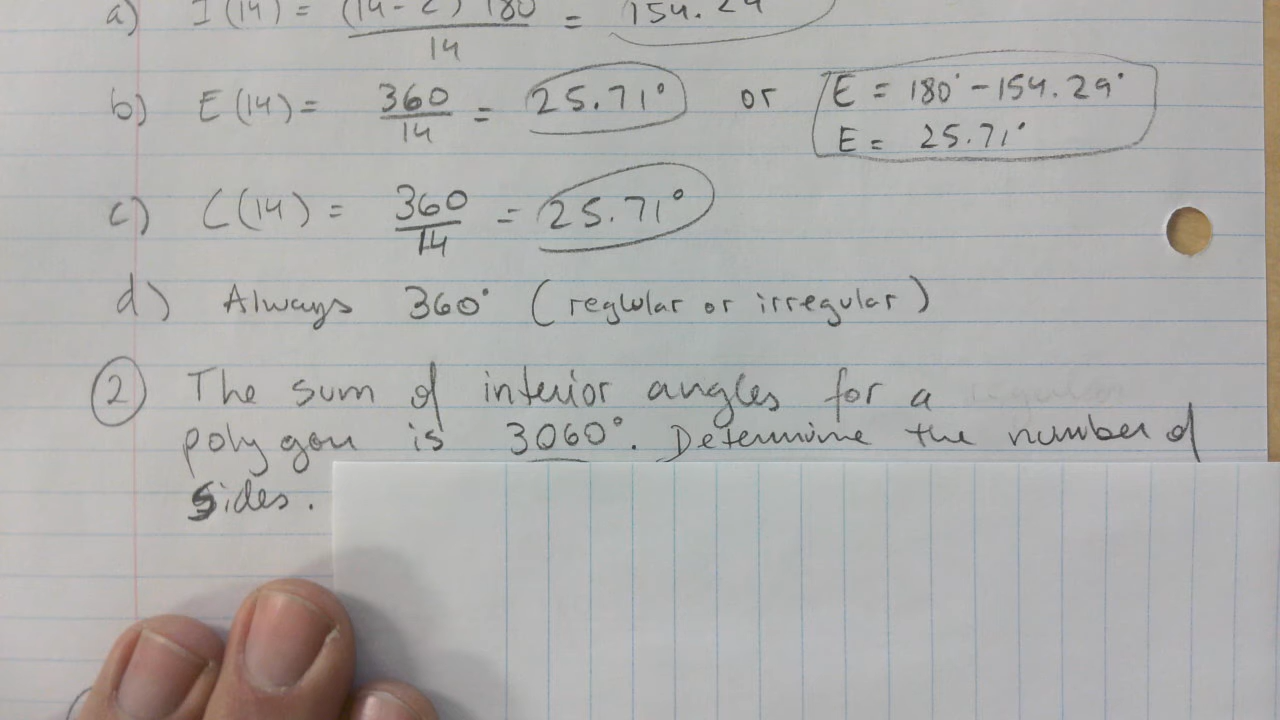 a) I(14) = (14-2) 180 / 14 = 154.29
b) E(14) = 360/14 = 25.71° or E = 180° - 154.29°
E = 25.71°
c) C(14) = 360/14 = 25.71°
d) Always 360° (reglular or irregular)
② The sum of interior angles for a
polygon is 3060°. Determine the number of
sides.